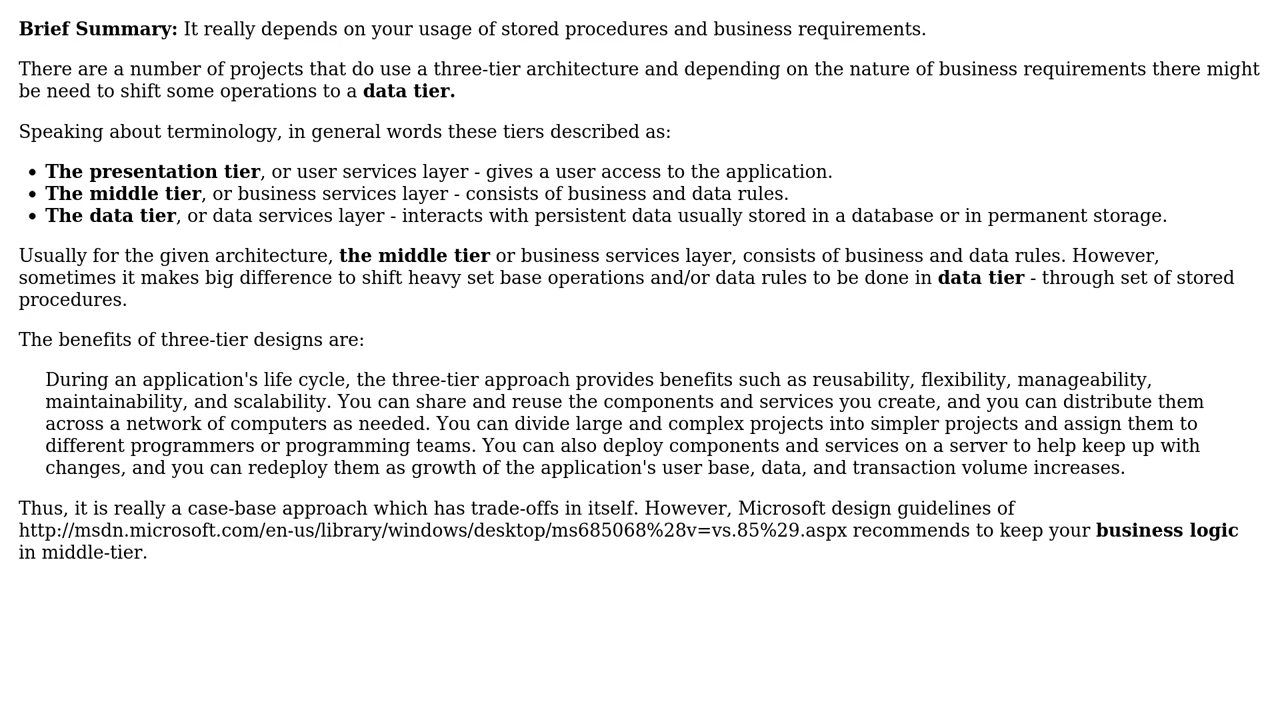 Brief Summary: It really depends on your usage of stored procedures and business requirements.
There are a number of projects that do use a three-tier architecture and depending on the nature of business requirements there might
be need to shift some operations to a data tier.
Speaking about terminology, in general words these tiers described as:
• The presentation tier, or user services layer - gives a user access to the application.
• The middle tier, or business services layer - consists of business and data rules.
• The data tier, or data services layer - interacts with persistent data usually stored in a database or in permanent storage.
Usually for the given architecture, the middle tier or business services layer, consists of business and data rules. However,
sometimes it makes big difference to shift heavy set base operations and/or data rules to be done in data tier - through set of stored
procedures.
The benefits of three-tier designs are:
During an application's life cycle, the three-tier approach provides benefits such as reusability, flexibility, manageability,
maintainability, and scalability. You can share and reuse the components and services you create, and you can distribute them
across a network of computers as needed. You can divide large and complex projects into simpler projects and assign them to
different programmers or programming teams. You can also deploy components and services on a server to help keep up with
changes, and you can redeploy them as growth of the application's user base, data, and transaction volume increases.
Thus, it is really a case-base approach which has trade-offs in itself. However, Microsoft design guidelines of
http://msdn.microsoft.com/en-us/library/windows/desktop/ms685068%28v=vs.85%29.aspx recommends to keep your business logic
in middle-tier.